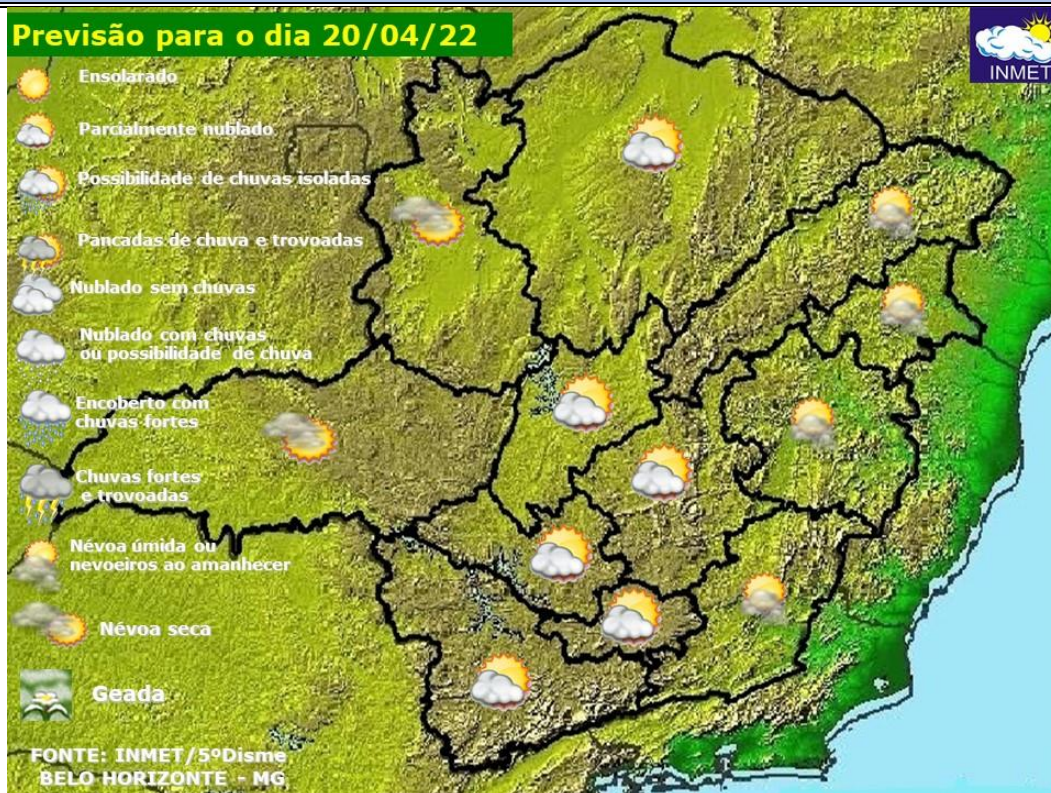 Previsão para o dia 20/04/22
INMET
Ensolarado
Parcialmente nublado
Possibilidade de chuvas isoladas
Pancadas de chuva e trovoadas
Nublado sem chuvas
Nublado com chuvas
ou possibilidade de chuva
Encoberto com
chuvas fortes
Chuvas fortes
e trovoadas
Névoa úmida ou
nevoeiros ao amanhecer
Névoa seca
Geada
FONTE: INMET/5ºDisme
BELO HORIZONTE - MG